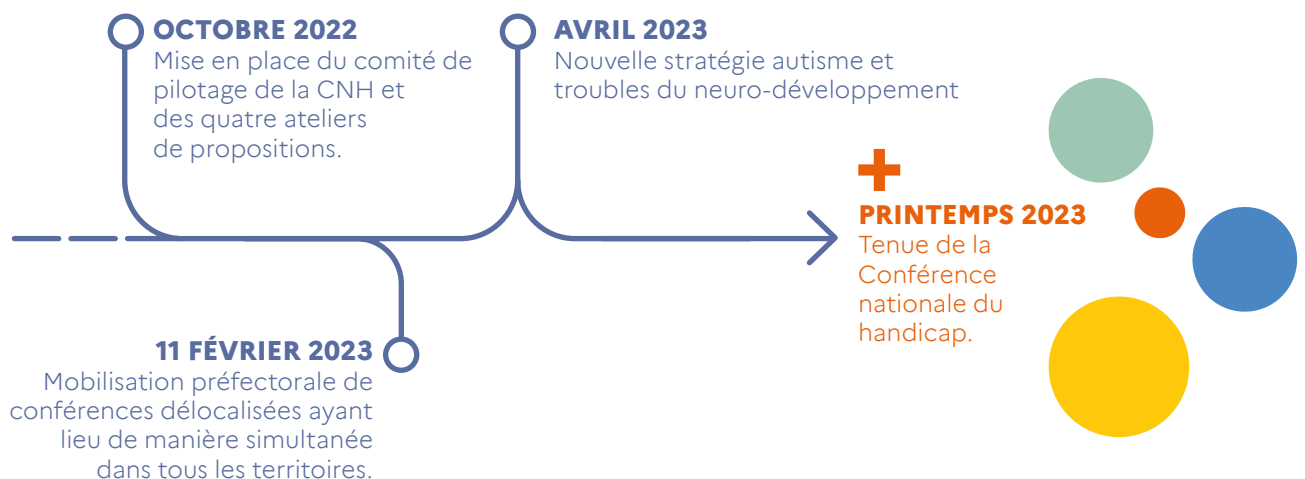 OCTOBRE 2022
Mise en place du comité de
pilotage de la CNH et
des quatre ateliers
de propositions.
11 FÉVRIER 2023
Mobilisation préfectorale de
conférences délocalisées ayant
lieu de manière simultanée
dans tous les territoires.
AVRIL 2023
Nouvelle stratégie autisme et
troubles du neuro-développement
PRINTEMPS 2023
Tenue de la
Conférence
nationale du
handicap.